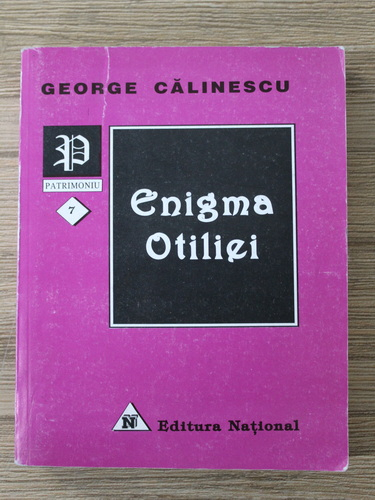 GEORGE CĂLINESCU
P
PATRIMONIU
7
Enigma
Otiliei
N Editura Național